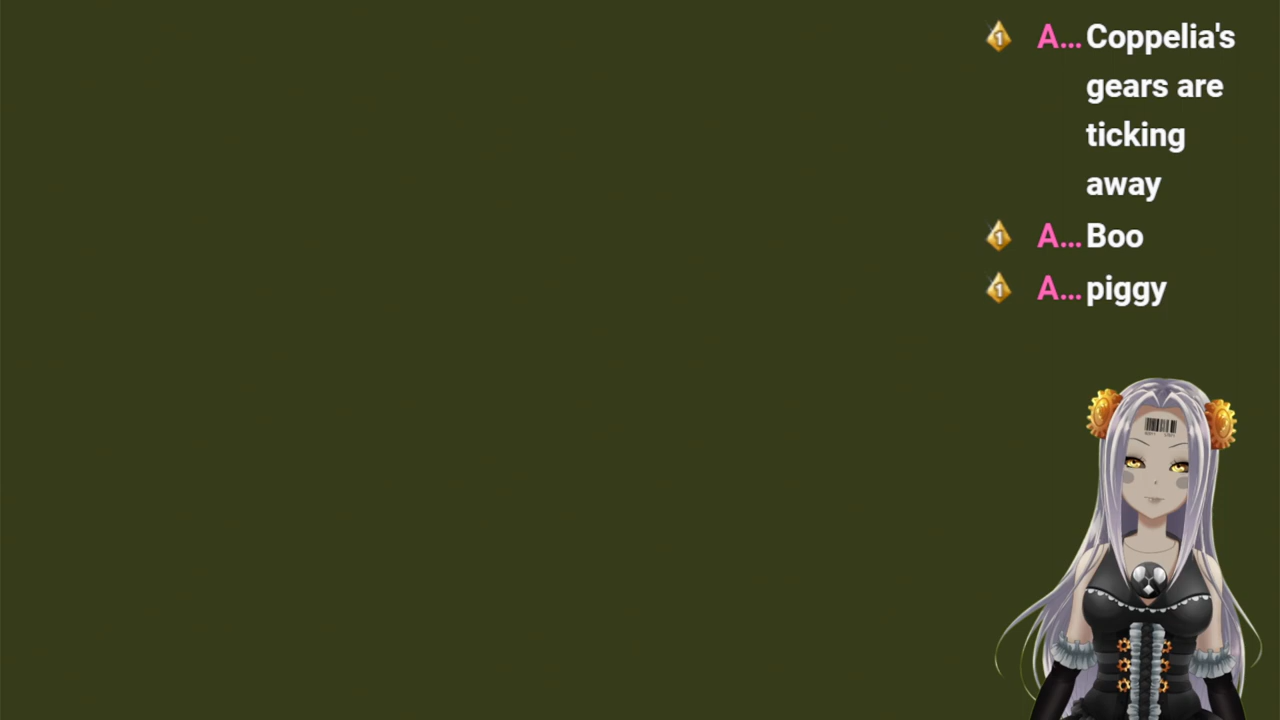 A... Coppelia's
gears are
ticking
away
A... Boo
A... piggy